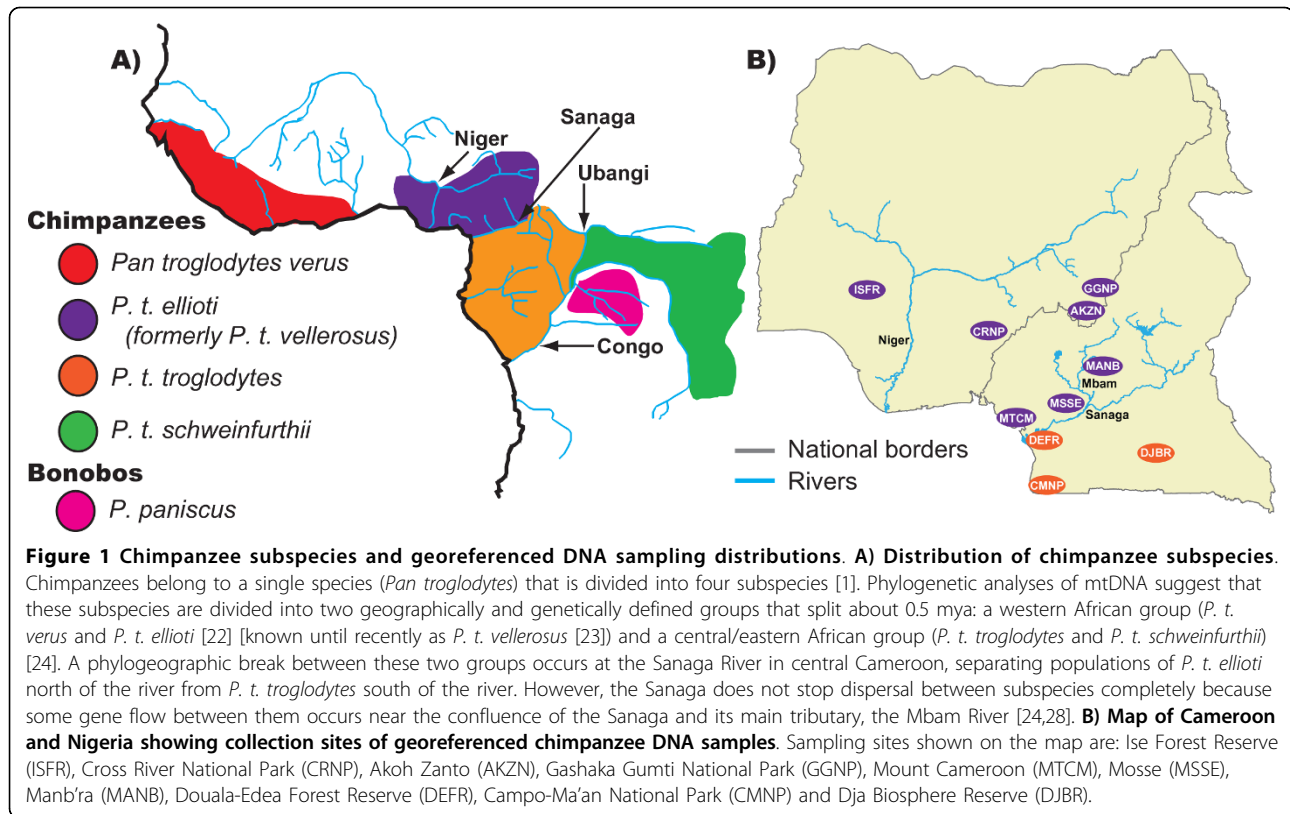 A)
Niger
Sanaga
Ubangi
Congo
Chimpanzees
Pan troglodytes verus
P. t. ellioti
(formerly P. t. vellerosus)
P. t. troglodytes
P. t. schweinfurthii
Bonobos
P. paniscus
B)
ISFR
GGNP
AKZN
CRNP
Niger
MANB
Mbam
MSSE
Sanaga
MTCM
DEFR
DJBR
CMNP
National borders
Rivers
Figure 1 Chimpanzee subspecies and georeferenced DNA sampling distributions. A) Distribution of chimpanzee subspecies.
Chimpanzees belong to a single species (Pan troglodytes) that is divided into four subspecies [1]. Phylogenetic analyses of mtDNA suggest that
these subspecies are divided into two geographically and genetically defined groups that split about 0.5 mya: a western African group (P. t.
verus and P. t. ellioti [22] [known until recently as P. t. vellerosus [23]) and a central/eastern African group (P. t. troglodytes and P. t. schweinfurthii)
[24]. A phylogeographic break between these two groups occurs at the Sanaga River in central Cameroon, separating populations of P. t. ellioti
north of the river from P. t. troglodytes south of the river. However, the Sanaga does not stop dispersal between subspecies completely because
some gene flow between them occurs near the confluence of the Sanaga and its main tributary, the Mbam River [24,28]. B) Map of Cameroon
and Nigeria showing collection sites of georeferenced chimpanzee DNA samples. Sampling sites shown on the map are: Ise Forest Reserve
(ISFR), Cross River National Park (CRNP), Akoh Zanto (AKZN), Gashaka Gumti National Park (GGNP), Mount Cameroon (MTCM), Mosse (MSSE),
Manb'ra (MANB), Douala-Edea Forest Reserve (DEFR), Campo-Ma'an National Park (CMNP) and Dja Biosphere Reserve (DJBR).